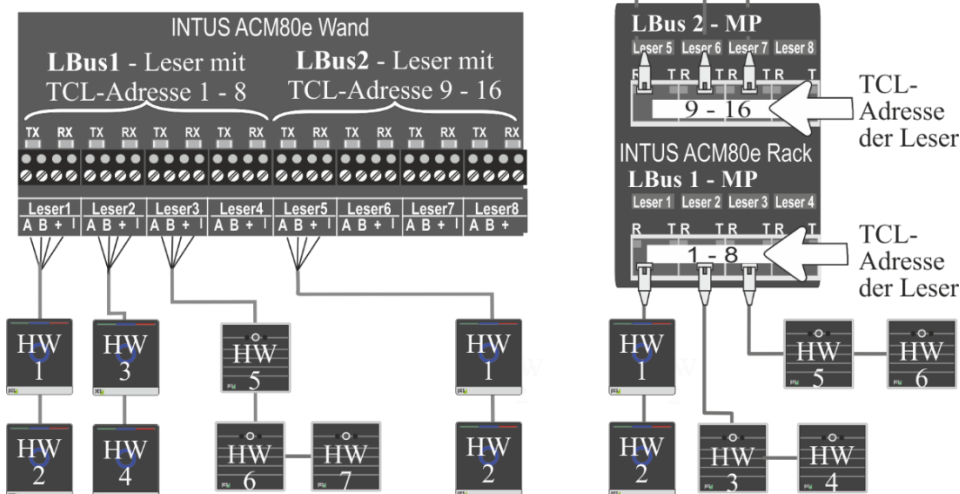 INTUS ACM80e Wand
LBus1 - Leser mit
TCL-Adresse 1 - 8
LBus2 - Leser mit
TCL-Adresse 9 - 16
TX RX TX RX TX RX TX RX TX RX TX RX TX RX TX RX
Leser1 Leser2 Leser3 Leser4 Leser5 Leser6 Leser7 Leser8
A B + I A B + I A B + I A B + I A B + I A B + I A B + I A B +
HW
1
HW
3
HW
5
HW
1
HW
2
HW
4
HW
6
HW
7
HW
2
LBus 2 - MP
Leser 5 Leser 6 Leser 7 Leser 8
R T R T R T R T
9 - 16
TCL-
Adresse
der Leser
INTUS ACM80e Rack
LBus 1 - MP
Leser 1 Leser 2 Leser 3 Leser 4
R T R T R T R T
1 - 8
TCL-
Adresse
der Leser
HW
1
HW
5
HW
6
HW
2
HW
3
HW
4